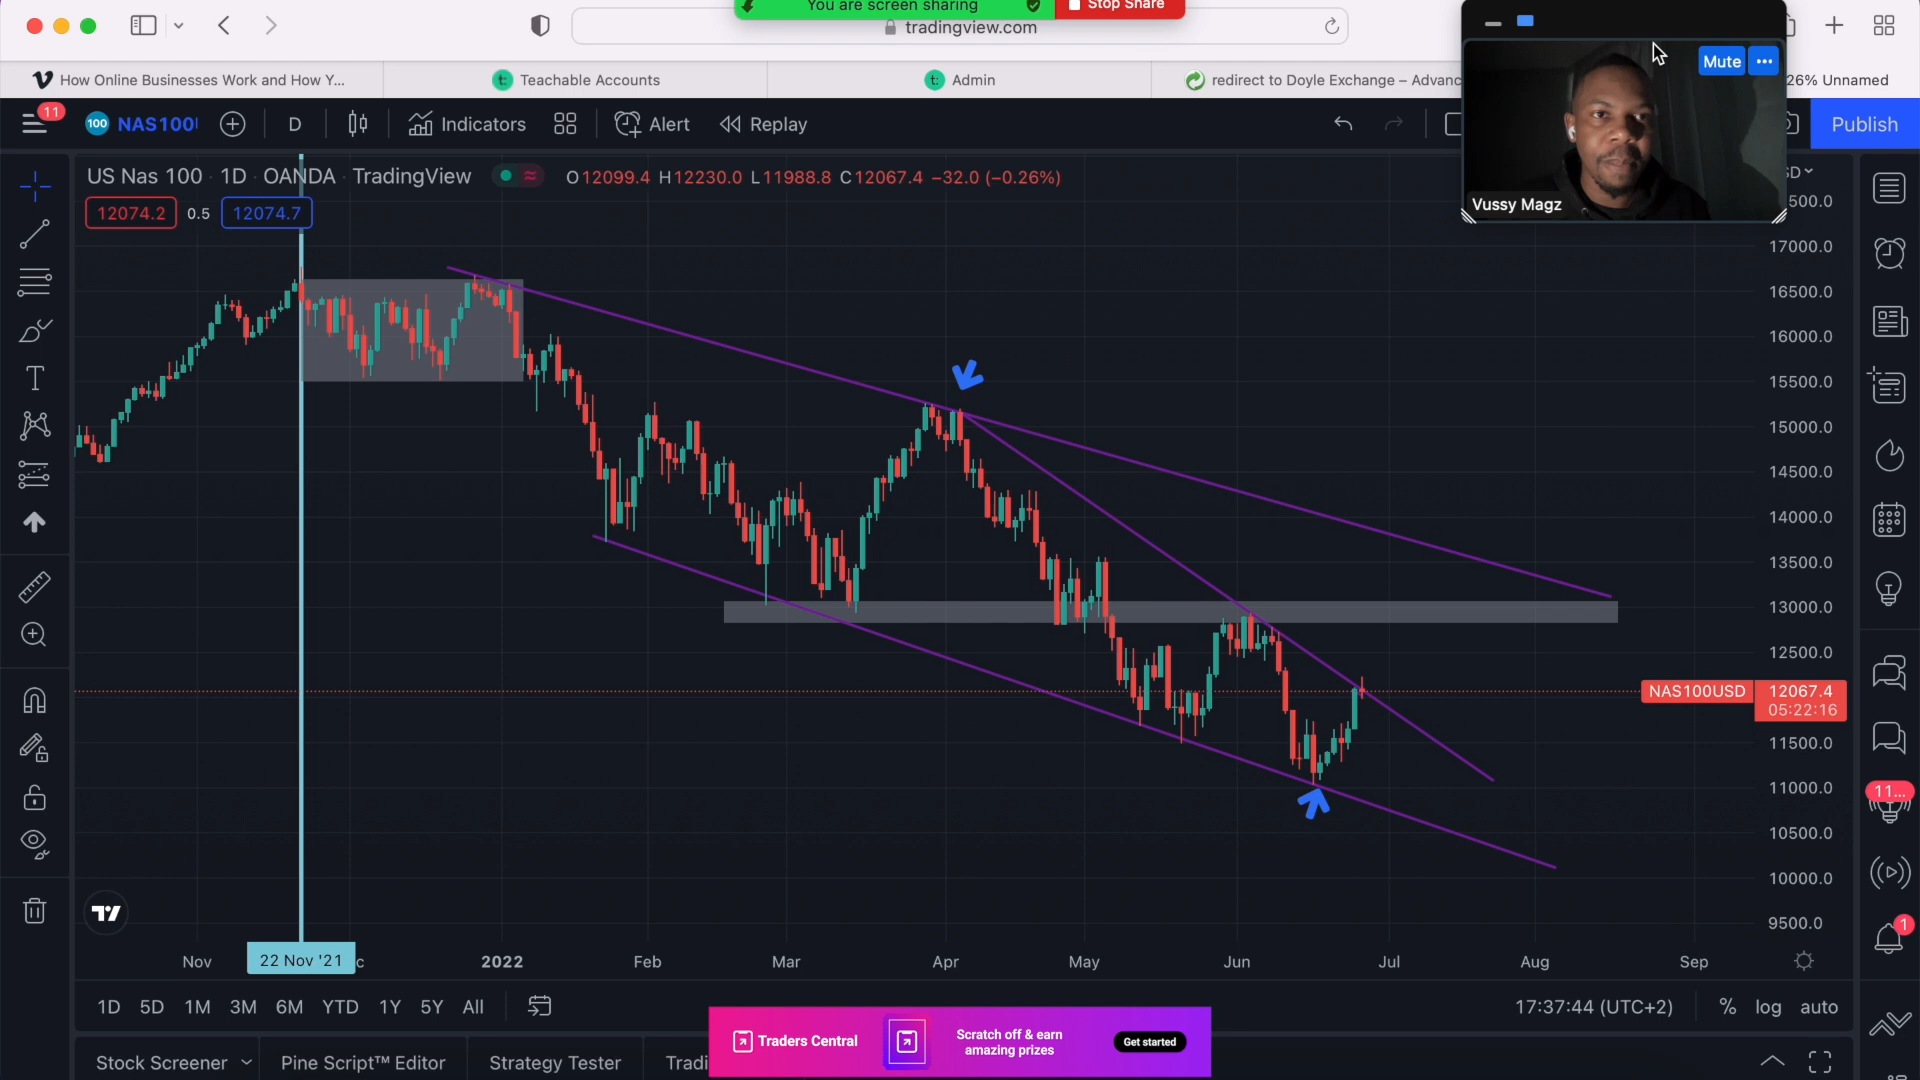 You are screen sharing
Stop Share
tradingview.com
Mute
How Online Businesses Work and How Y...
Teachable Accounts
Admin
redirect to Doyle Exchange – Advanc
26% Unnamed
11
100
NAS100
D
Indicators
Alert
Replay
Publish
US Nas 100 · 1D · OANDA · TradingView
O12099.4 H12230.0 L11988.8 C12067.4 −32.0 (−0.26%)
12074.2
0.5
12074.7
Vussy Magz
500.0
17000.0
16500.0
16000.0
15500.0
15000.0
14500.0
14000.0
13500.0
13000.0
12500.0
NAS100USD
12067.4
05:22:16
11500.0
11000.0
11...
10500.0
10000.0
9500.0
1
Nov
22 Nov '21
c
2022
Feb
Mar
Apr
May
Jun
Jul
Aug
Sep
1D 5D 1M 3M 6M YTD 1Y 5Y All
17:37:44 (UTC+2)
%
log
auto
Traders Central
Scratch off & earn
amazing prizes
Get started
Stock Screener
Pine Script™ Editor
Strategy Tester
Tradi